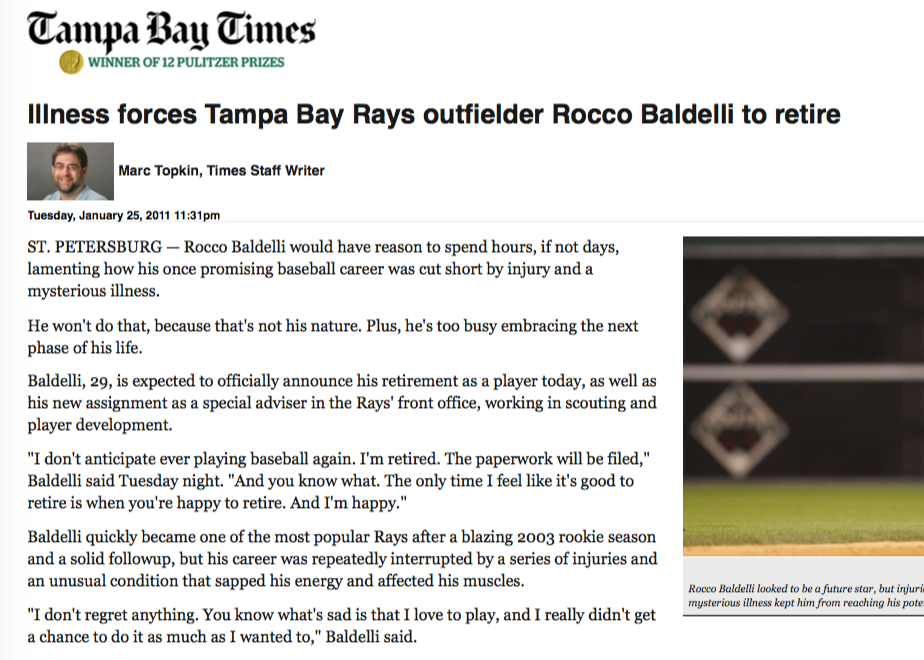 Tampa Bay Times
WINNER OF 12 PULITZER PRIZES
Illness forces Tampa Bay Rays outfielder Rocco Baldelli to retire
Marc Topkin, Times Staff Writer
Tuesday, January 25, 2011 11:31pm
ST. PETERSBURG — Rocco Baldelli would have reason to spend hours, if not days,
lamenting how his once promising baseball career was cut short by injury and a
mysterious illness.
He won't do that, because that's not his nature. Plus, he's too busy embracing the next
phase of his life.
Baldelli, 29, is expected to officially announce his retirement as a player today, as well as
his new assignment as a special adviser in the Rays' front office, working in scouting and
player development.
"I don't anticipate ever playing baseball again. I'm retired. The paperwork will be filed,"
Baldelli said Tuesday night. "And you know what. The only time I feel like it's good to
retire is when you're happy to retire. And I'm happy."
Baldelli quickly became one of the most popular Rays after a blazing 2003 rookie season
and a solid followup, but his career was repeatedly interrupted by a series of injuries and
an unusual condition that sapped his energy and affected his muscles.
"I don't regret anything. You know what's sad is that I love to play, and I really didn't get
a chance to do it as much as I wanted to," Baldelli said.
Rocco Baldelli looked to be a future star, but injuri
mysterious illness kept him from reaching his pote